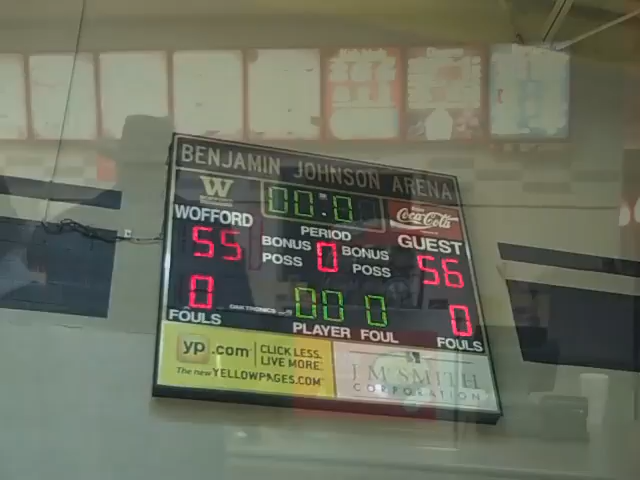 BENJAMIN JOHNSON ARENA
W
00:0
Coca-Cola
WOFFORD
PERIOD
GUEST
55
BONUS
0
BONUS
56
POSS
POSS
0
00
0
0
FOULS
PLAYER
FOUL
FOULS
yp.com
CLICK LESS.
LIVE MORE.
The new YELLOWPAGES.COM
J M SMITH
CORPORATION